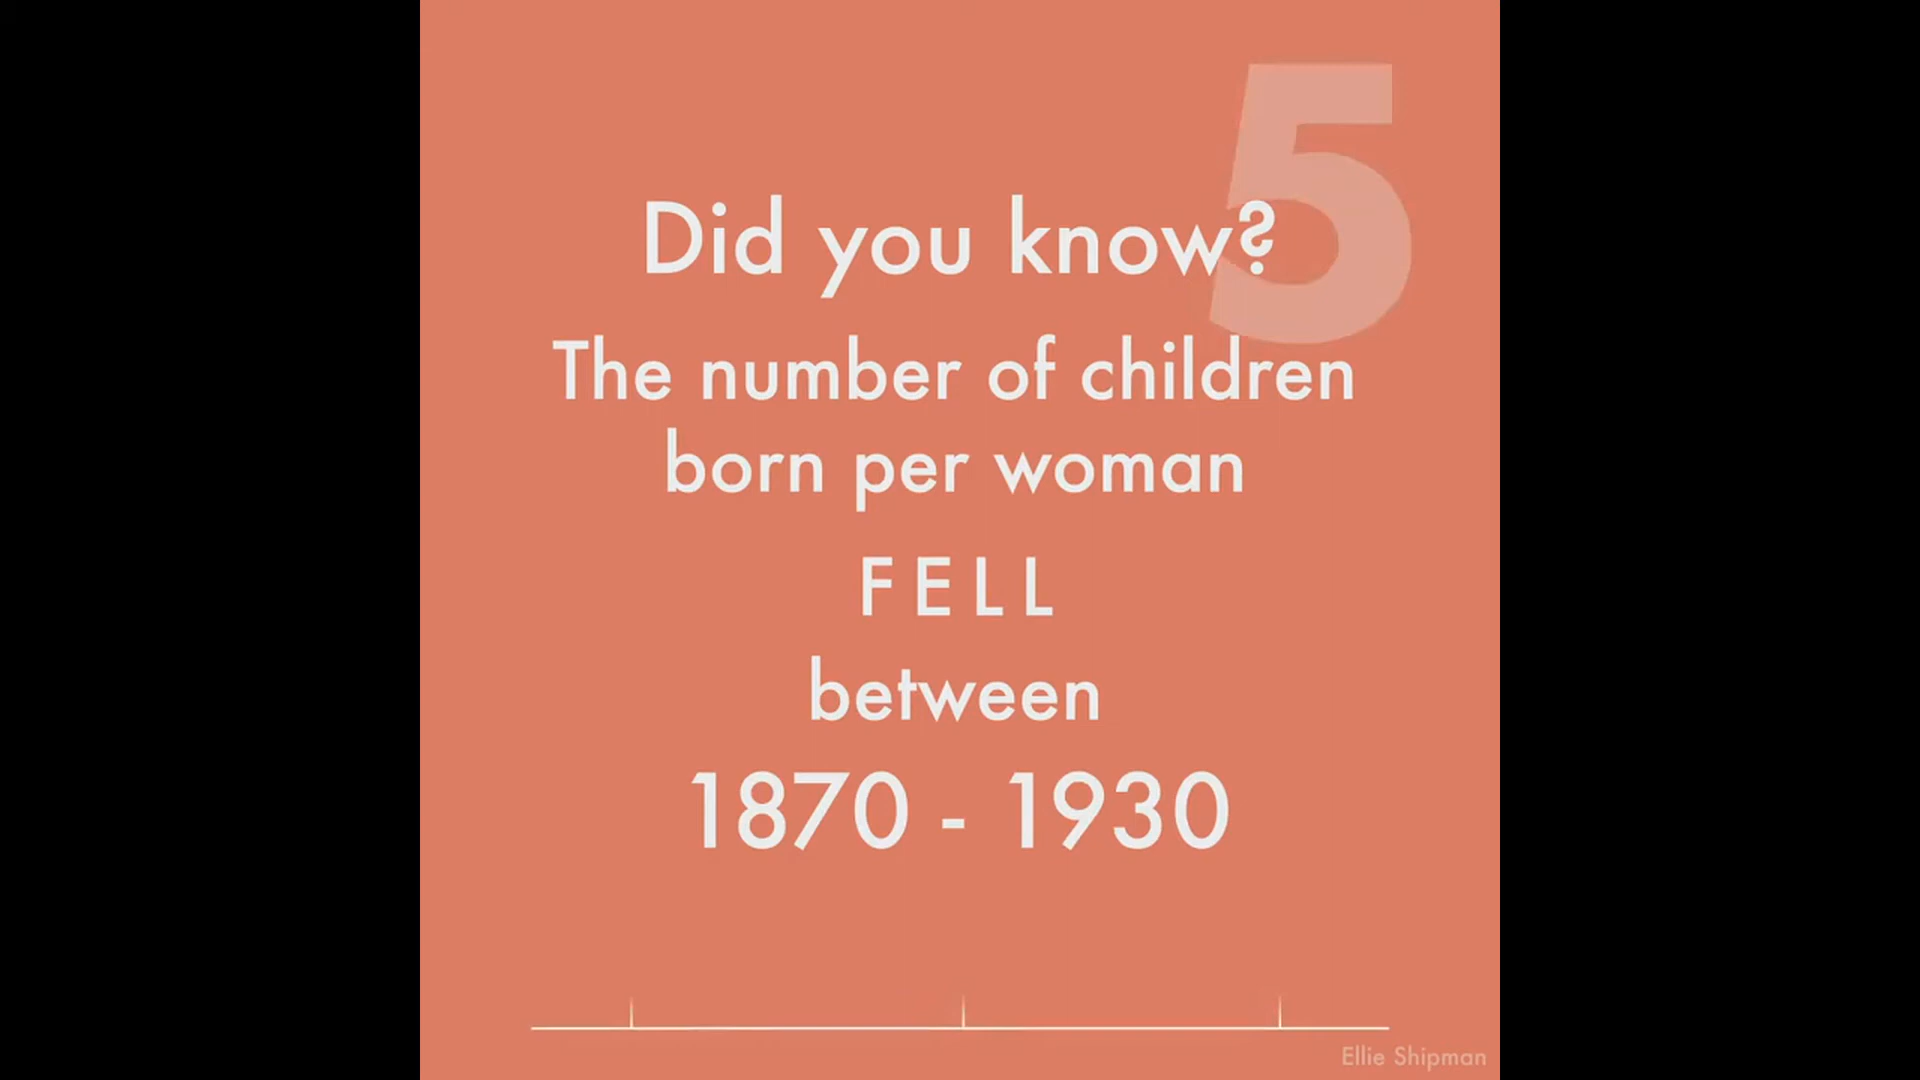 5
Did you know?
The number of children
born per woman
FELL
between
1870 - 1930
Ellie Shipman